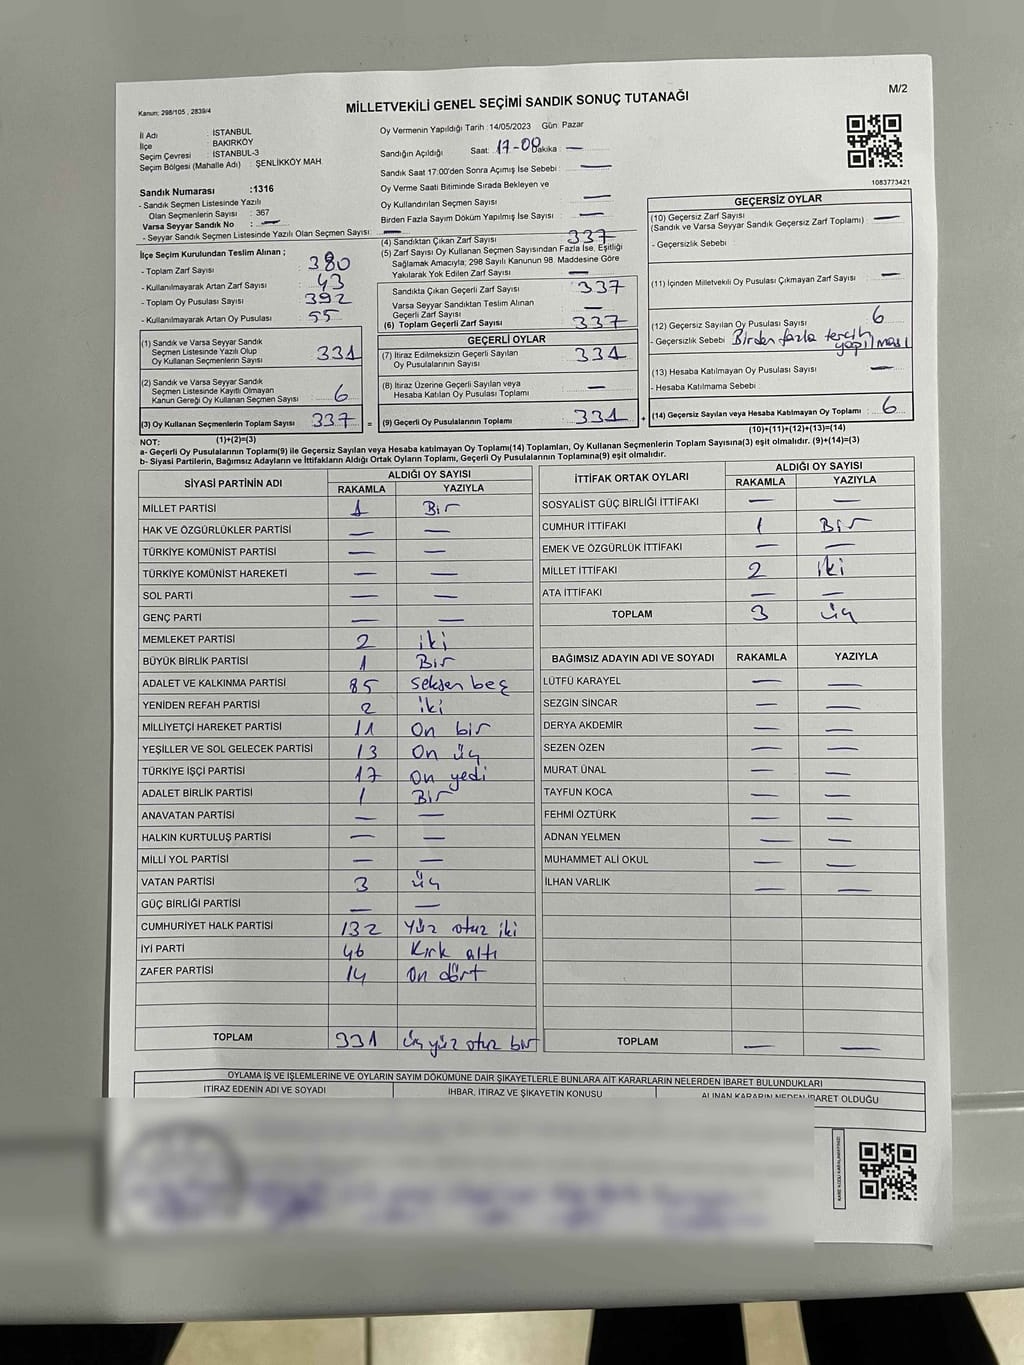 Kanun: 298/105 , 2839/4
MİLLETVEKİLİ GENEL SEÇİMİ SANDIK SONUÇ TUTANAĞI
M/2
İl Adı : İSTANBUL
İlçe : BAKIRKÖY
Seçim Çevresi : İSTANBUL-3
Seçim Bölgesi (Mahalle Adı) : ŞENLİKKÖY MAH
Sandık Numarası :1316
- Sandık Seçmen Listesinde Yazılı
Olan Seçmenlerin Sayısı : 367
Varsa Seyyar Sandık No : —
- Seyyar Sandık Seçmen Listesinde Yazılı Olan Seçmen Sayısı : —
Oy Vermenin Yapıldığı Tarih :14/05/2023 Gün: Pazar
Sandığın Açıldığı Saat: 17-00 Dakika : —
Sandık Saat 17:00'den Sonra Açımış İse Sebebi : —
Oy Verme Saati Bitiminde Sırada Bekleyen ve
Oy Kullandırılan Seçmen Sayısı : —
Birden Fazla Sayım Döküm Yapılmış İse Sayısı : —
1083773421
İlçe Seçim Kurulundan Teslim Alınan ;
- Toplam Zarf Sayısı : 380
- Kullanılmayarak Artan Zarf Sayısı : 43
- Toplam Oy Pusulası Sayısı : 392
- Kullanılmayarak Artan Oy Pusulası : 55
(4) Sandıktan Çıkan Zarf Sayısı : 337
(5) Zarf Sayısı Oy Kullanan Seçmen Sayısından Fazla İse, Eşitliği
Sağlamak Amacıyla; 298 Sayılı Kanunun 98. Maddesine Göre
Yakılarak Yok Edilen Zarf Sayısı : —
Sandıkta Çıkan Geçerli Zarf Sayısı : 337
Varsa Seyyar Sandıktan Teslim Alınan
Geçerli Zarf Sayısı : —
(6) Toplam Geçerli Zarf Sayısı : 337
GEÇERSİZ OYLAR
(10) Geçersiz Zarf Sayısı : —
(Sandık ve Varsa Seyyar Sandık Geçersiz Zarf Toplamı)
- Geçersizlik Sebebi :
(11) İçinden Milletvekili Oy Pusulası Çıkmayan Zarf Sayısı : —
(12) Geçersiz Sayılan Oy Pusulası Sayısı : 6
- Geçersizlik Sebebi : Birden fazla tercih yapılması
(13) Hesaba Katılmayan Oy Pusulası Sayısı : —
- Hesaba Katılmama Sebebi :
(14) Geçersiz Sayılan veya Hesaba Katılmayan Oy Toplamı : 6
(10)+(11)+(12)+(13)=(14)
(1) Sandık ve Varsa Seyyar Sandık
Seçmen Listesinde Yazılı Olup
Oy Kullanan Seçmenlerin Sayısı : 331
(2) Sandık ve Varsa Seyyar Sandık
Seçmen Listesinde Kayıtlı Olmayan
Kanun Gereği Oy Kullanan Seçmen Sayısı : 6
(3) Oy Kullanan Seçmenlerin Toplam Sayısı : 337
(1)+(2)=(3)
GEÇERLİ OYLAR
(7) İtiraz Edilmeksizin Geçerli Sayılan
Oy Pusulalarının Sayısı : 331
(8) İtiraz Üzerine Geçerli Sayılan veya
Hesaba Katılan Oy Pusulası Toplamı : —
= (9) Geçerli Oy Pusulalarının Toplamı : 331 +
NOT:
a- Geçerli Oy Pusulalarının Toplamı(9) ile Geçersiz Sayılan veya Hesaba katılmayan Oy Toplamı(14) Toplamları, Oy Kullanan Seçmenlerin Toplam Sayısına(3) eşit olmalıdır. (9)+(14)=(3)
b- Siyasi Partilerin, Bağımsız Adayların ve İttifakların Aldığı Ortak Oyların Toplamı, Geçerli Oy Pusulalarının Toplamına(9) eşit olmalıdır.
SİYASİ PARTİNİN ADI ALDIĞI OY SAYISI
RAKAMLA YAZIYLA
MİLLET PARTİSİ 1 Bir
HAK VE ÖZGÜRLÜKLER PARTİSİ — —
TÜRKİYE KOMÜNİST PARTİSİ — —
TÜRKİYE KOMÜNİST HAREKETİ — —
SOL PARTİ — —
GENÇ PARTİ — —
MEMLEKET PARTİSİ 2 iki
BÜYÜK BİRLİK PARTİSİ 1 Bir
ADALET VE KALKINMA PARTİSİ 85 seksen beş
YENİDEN REFAH PARTİSİ 2 iki
MİLLİYETÇİ HAREKET PARTİSİ 11 On bir
YEŞİLLER VE SOL GELECEK PARTİSİ 13 On üç
TÜRKİYE İŞÇİ PARTİSİ 17 On yedi
ADALET BİRLİK PARTİSİ 1 Bir
ANAVATAN PARTİSİ — —
HALKIN KURTULUŞ PARTİSİ — —
MİLLİ YOL PARTİSİ — —
VATAN PARTİSİ 3 üç
GÜÇ BİRLİĞİ PARTİSİ — —
CUMHURİYET HALK PARTİSİ 132 Yüz otuz iki
İYİ PARTİ 46 Kırk altı
ZAFER PARTİSİ 14 On dört
TOPLAM 331 üçyüz otuz bir
İTTİFAK ORTAK OYLARI ALDIĞI OY SAYISI
RAKAMLA YAZIYLA
SOSYALİST GÜÇ BİRLİĞİ İTTİFAKI — —
CUMHUR İTTİFAKI 1 Bir
EMEK VE ÖZGÜRLÜK İTTİFAKI — —
MİLLET İTTİFAKI 2 iki
ATA İTTİFAKI — —
TOPLAM 3 üç
BAĞIMSIZ ADAYIN ADI VE SOYADI RAKAMLA YAZIYLA
LÜTFÜ KARAYEL — —
SEZGİN SİNCAR — —
DERYA AKDEMİR — —
SEZEN ÖZEN — —
MURAT ÜNAL — —
TAYFUN KOCA — —
FEHMİ ÖZTÜRK — —
ADNAN YELMEN — —
MUHAMMET ALİ OKUL — —
İLHAN VARLIK — —
TOPLAM — —
OYLAMA İŞ VE İŞLEMLERİNE VE OYLARIN SAYIM DÖKÜMÜNE DAİR ŞİKAYETLERLE BUNLARA AİT KARARLARIN NELERDEN İBARET BULUNDUKLARI
İTİRAZ EDENİN ADI VE SOYADI İHBAR, İTİRAZ VE ŞİKAYETİN KONUSU ALINAN KARARIN NEDEN İBARET OLDUĞU